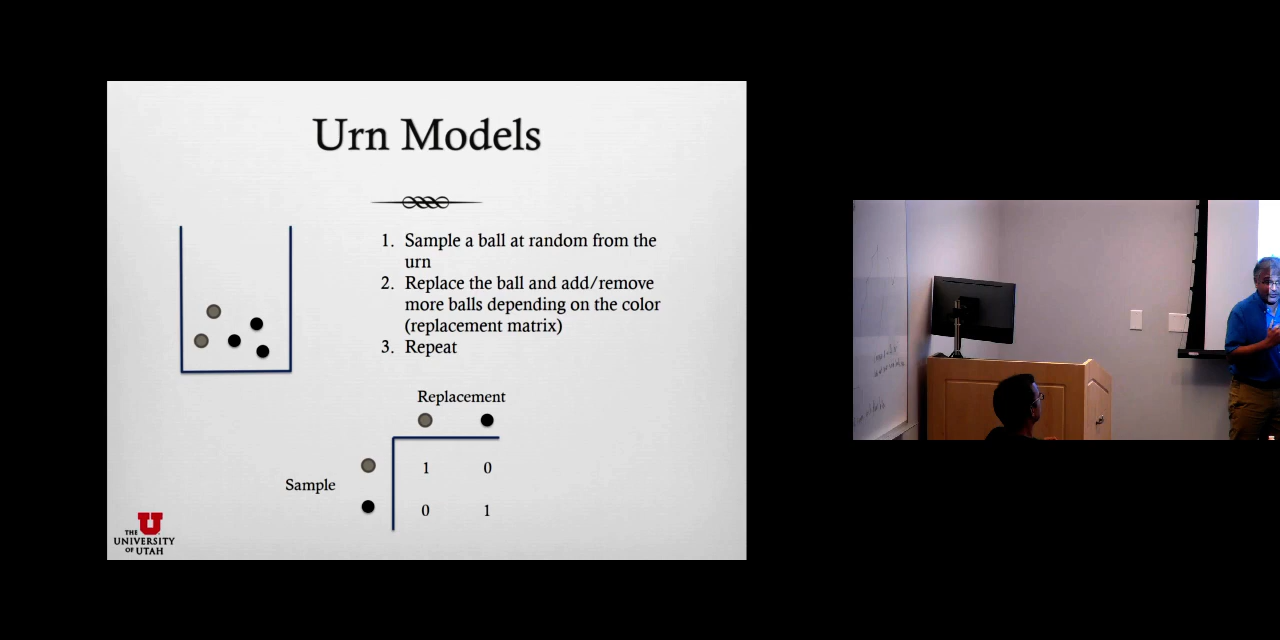 Urn Models
1. Sample a ball at random from the
urn
2. Replace the ball and add/remove
more balls depending on the color
(replacement matrix)
3. Repeat
Replacement
1 0
Sample
0 1
THE U
UNIVERSITY
OF UTAH